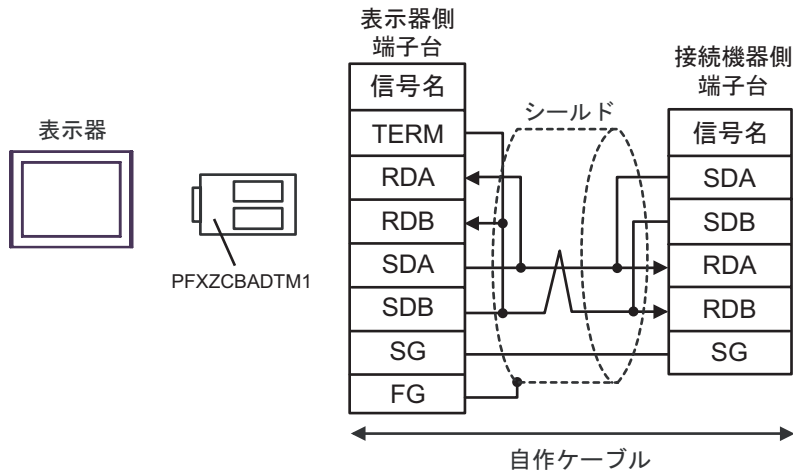 表示器
PFXZCBADTM1
表示器側
端子台
信号名
TERM
RDA
RDB
SDA
SDB
SG
FG
シールド
接続機器側
端子台
信号名
SDA
SDB
RDA
RDB
SG
自作ケーブル